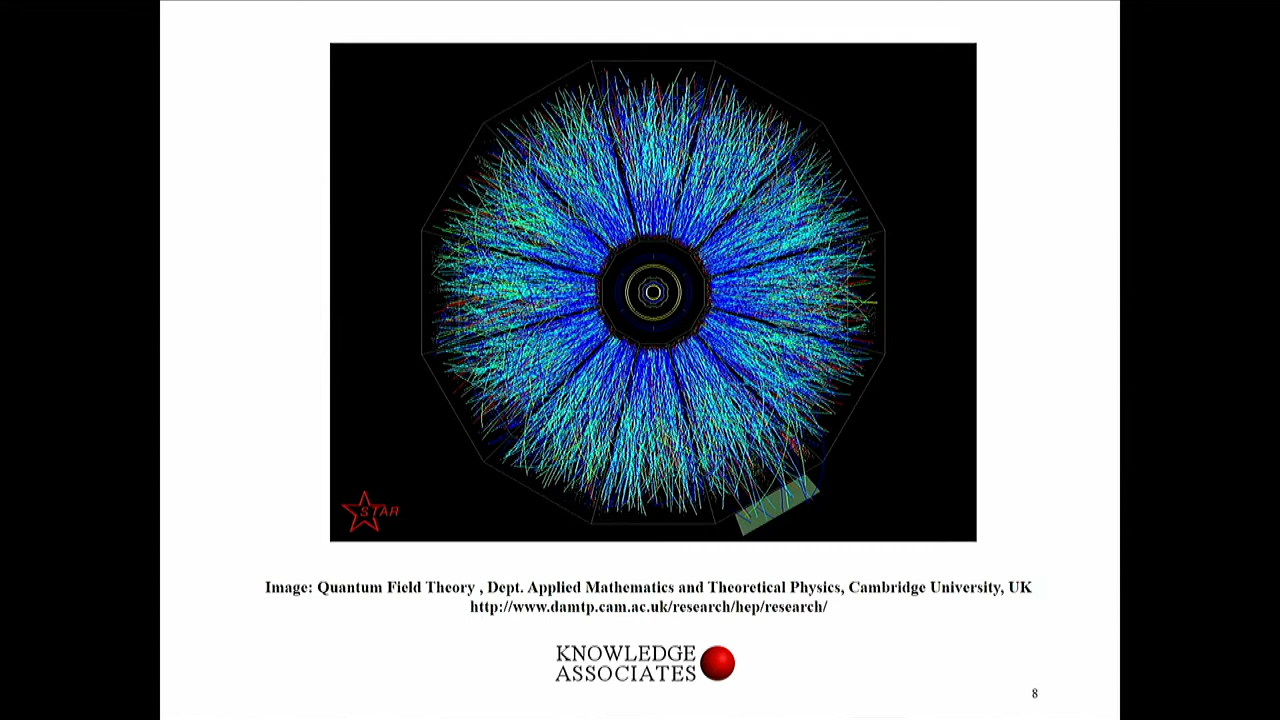 STAR
Image: Quantum Field Theory , Dept. Applied Mathematics and Theoretical Physics, Cambridge University, UK
http://www.damtp.cam.ac.uk/research/hep/research/
KNOWLEDGE
ASSOCIATES
8